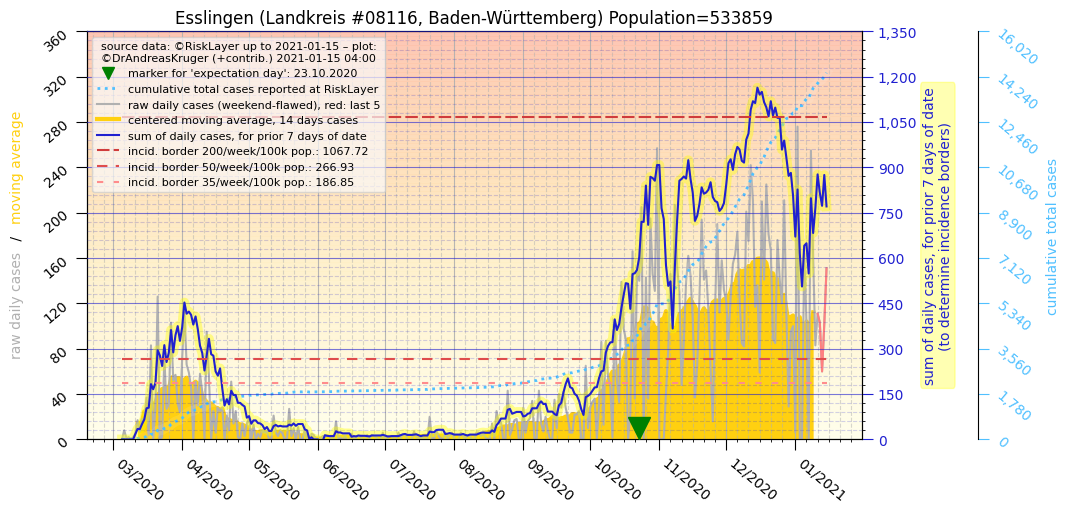 Esslingen (Landkreis #08116, Baden-Württemberg) Population=533859
source data: ©RiskLayer up to 2021-01-15 – plot:
©DrAndreasKruger (+contrib.) 2021-01-15 04:00
marker for 'expectation day': 23.10.2020
cumulative total cases reported at RiskLayer
raw daily cases (weekend-flawed), red: last 5
centered moving average, 14 days cases
sum of daily cases, for prior 7 days of date
incid. border 200/week/100k pop.: 1067.72
incid. border 50/week/100k pop.: 266.93
incid. border 35/week/100k pop.: 186.85
raw daily cases / moving average
360
320
280
240
200
160
120
80
40
0
03/2020
04/2020
05/2020
06/2020
07/2020
08/2020
09/2020
10/2020
11/2020
12/2020
01/2021
1,350
1,200
1,050
900
750
600
450
300
150
0
sum of daily cases, for prior 7 days of date
(to determine incidence borders)
16,020
14,240
12,460
10,680
8,900
7,120
5,340
3,560
1,780
0
cumulative total cases